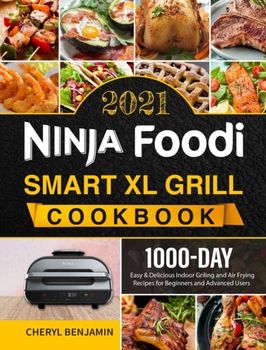 2021
NINJA Foodi
SMART XL GRILL
COOKBOOK
1000-DAY
Easy & Delicious Indoor Griling and Air Frying
Recipes for Beginners and Advanced Users
CHERYL BENJAMIN